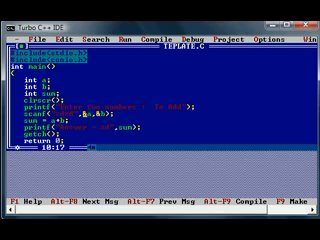 Turbo C++ IDE
File Edit Search Run Compile Debug Project Options Win
TEPLATE.C
#include(stdio.h)
#include(conio.h)
int main()
{
int a;
int b;
int sum;
clrscr();
printf("Enter two numbers : To Add");
scanf("%d%d",&a,&b);
sum = a+b;
printf("Answer = %d",sum);
getch();
return 0;
10:17
F1 Help Alt-F8 Next Msg Alt-F7 Prev Msg Alt-F9 Compile F9 Make